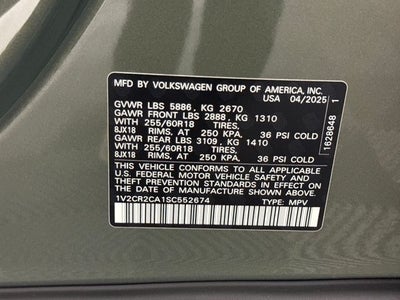 MFD BY VOLKSWAGEN GROUP OF AMERICA, INC.
USA 04/2025
GVWR LBS 5886, KG 2670
GAWR FRONT LBS 2888, KG 1310
WITH 255/60R18 TIRES,
8JX18 RIMS, AT 250 KPA, 36 PSI COLD
GAWR REAR LBS 3109, KG 1410
WITH 255/60R18 TIRES,
8JX18 RIMS, AT 250 KPA, 36 PSI COLD
THIS VEHICLE CONFORMS TO ALL APPLICABLE
U.S. FEDERAL MOTOR VEHICLE SAFETY
STANDARDS IN EFFECT ON THE
DATE OF MANUFACTURE SHOWN ABOVE.
1V2CR2CA1SC552674 TYPE: MPV
1628648 1